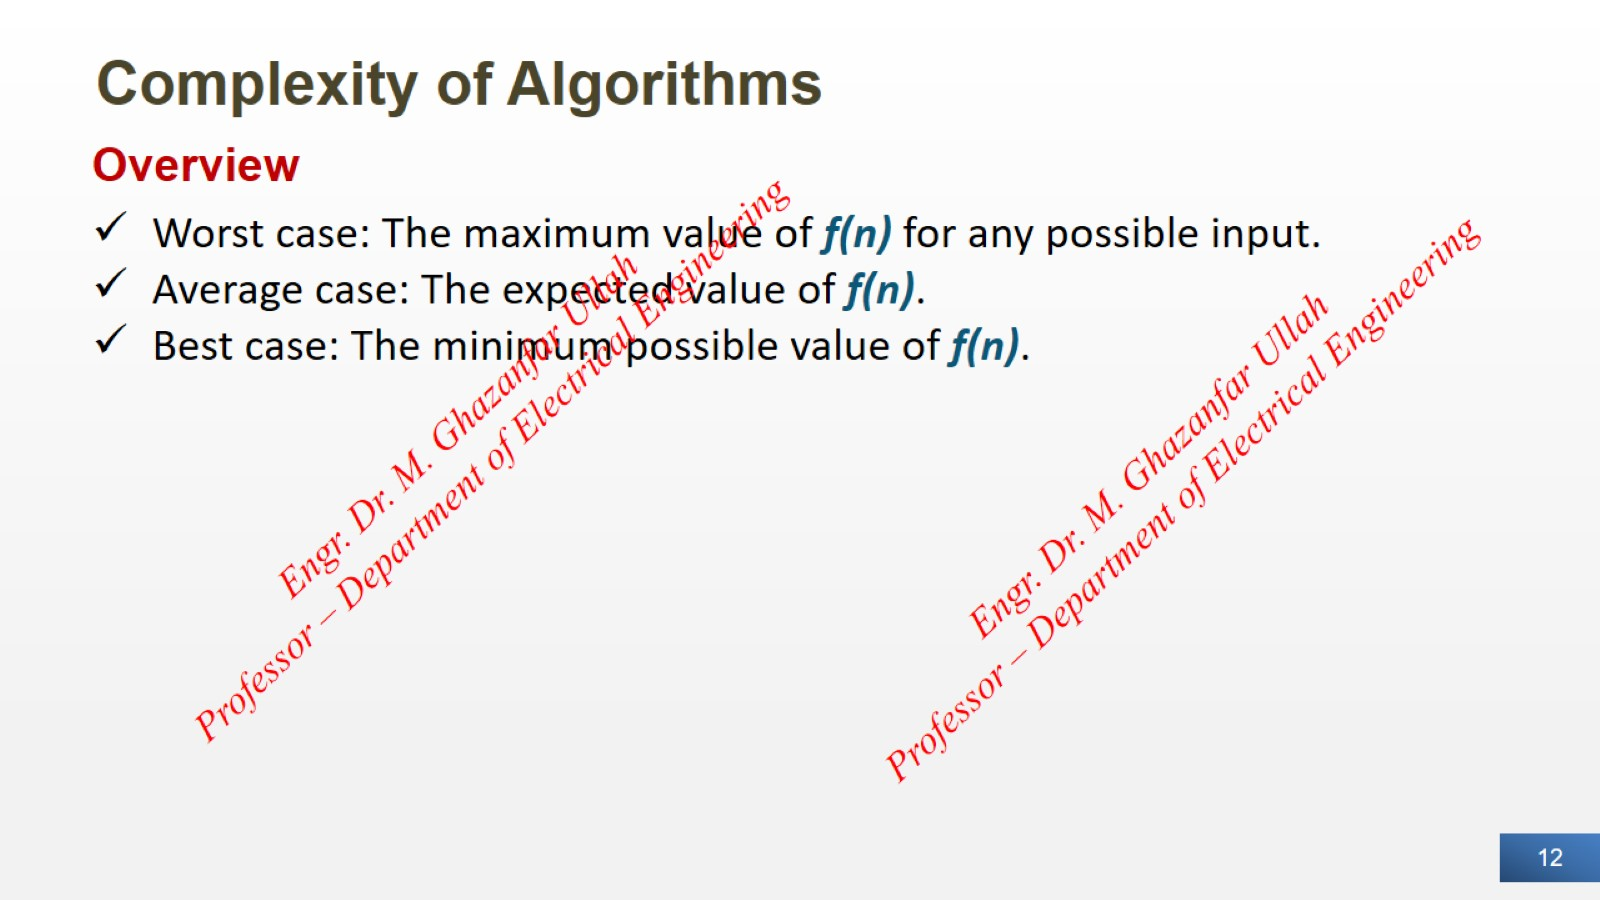 Complexity of Algorithms
Overview
✓ Worst case: The maximum value of f(n) for any possible input.
✓ Average case: The expected value of f(n).
✓ Best case: The minimum possible value of f(n).
Engr. Dr. M. Ghazanfar Ullah
Professor – Department of Electrical Engineering
Engr. Dr. M. Ghazanfar Ullah
Professor – Department of Electrical Engineering
12